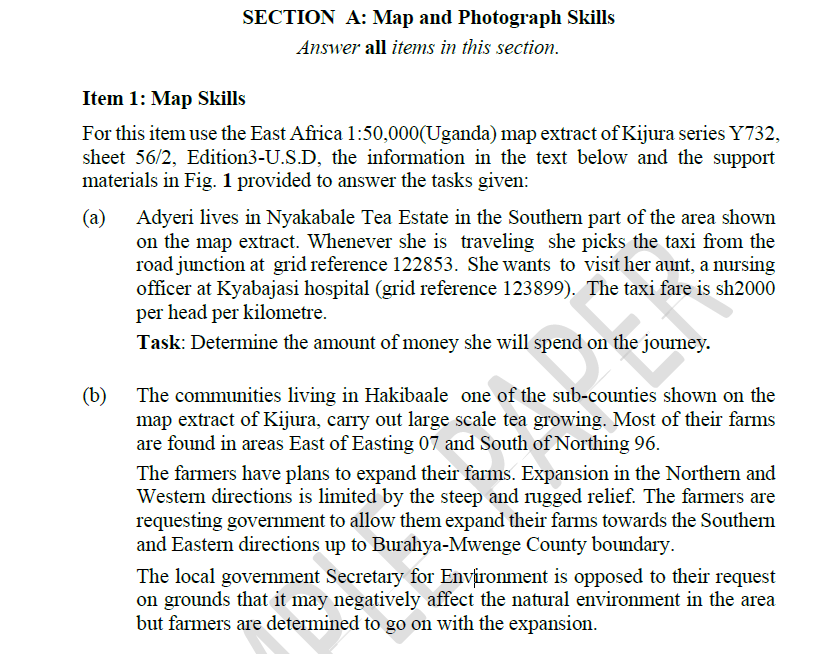 SECTION A: Map and Photograph Skills
Answer all items in this section.
Item 1: Map Skills
For this item use the East Africa 1:50,000(Uganda) map extract of Kijura series Y732,
sheet 56/2, Edition3-U.S.D, the information in the text below and the support
materials in Fig. 1 provided to answer the tasks given:
(a) Adyeri lives in Nyakabale Tea Estate in the Southern part of the area shown
on the map extract. Whenever she is traveling she picks the taxi from the
road junction at grid reference 122853. She wants to visit her aunt, a nursing
officer at Kyabajasi hospital (grid reference 123899). The taxi fare is sh2000
per head per kilometre.
Task: Determine the amount of money she will spend on the journey.
(b) The communities living in Hakibaale one of the sub-counties shown on the
map extract of Kijura, carry out large scale tea growing. Most of their farms
are found in areas East of Easting 07 and South of Northing 96.
The farmers have plans to expand their farms. Expansion in the Northern and
Western directions is limited by the steep and rugged relief. The farmers are
requesting government to allow them expand their farms towards the Southern
and Eastern directions up to Burahya-Mwenge County boundary.
The local government Secretary for Environment is opposed to their request
on grounds that it may negatively affect the natural environment in the area
but farmers are determined to go on with the expansion.
MPLE PAPER